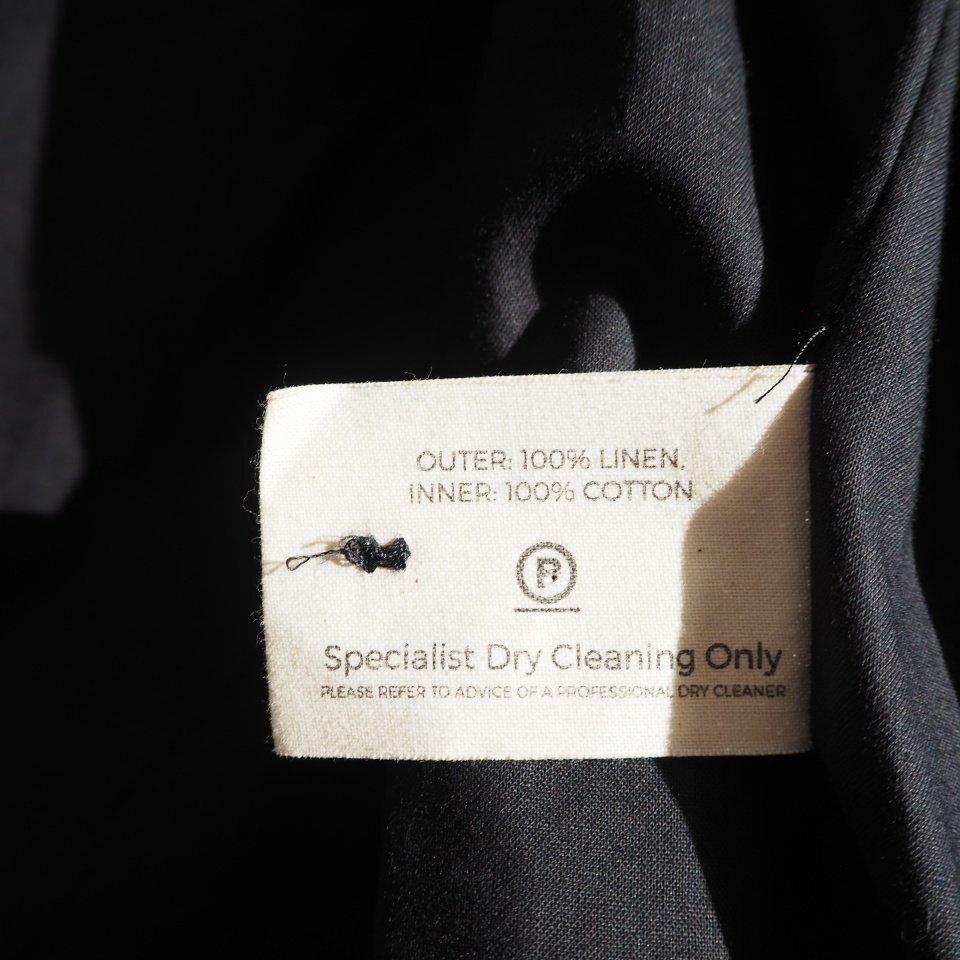 OUTER: 100% LINEN,
INNER: 100% COTTON
P
Specialist Dry Cleaning Only
PLEASE REFER TO ADVICE OF A PROFESSIONAL DRY CLEANER